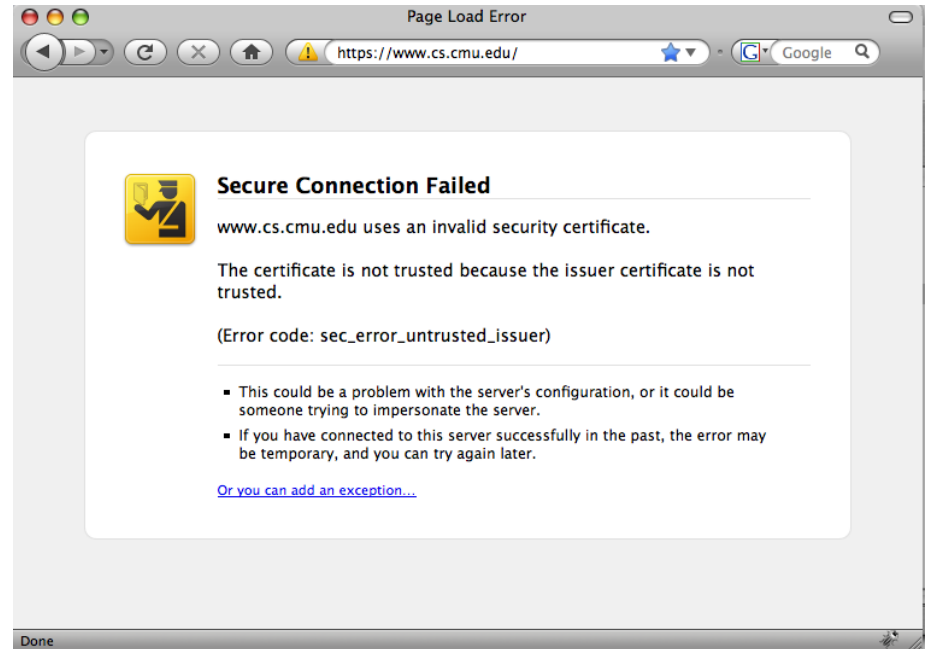 Page Load Error
https://www.cs.cmu.edu/
G
Google
Secure Connection Failed
www.cs.cmu.edu uses an invalid security certificate.
The certificate is not trusted because the issuer certificate is not
trusted.
(Error code: sec_error_untrusted_issuer)
This could be a problem with the server's configuration, or it could be
someone trying to impersonate the server.
If you have connected to this server successfully in the past, the error may
be temporary, and you can try again later.
Or you can add an exception...
Done